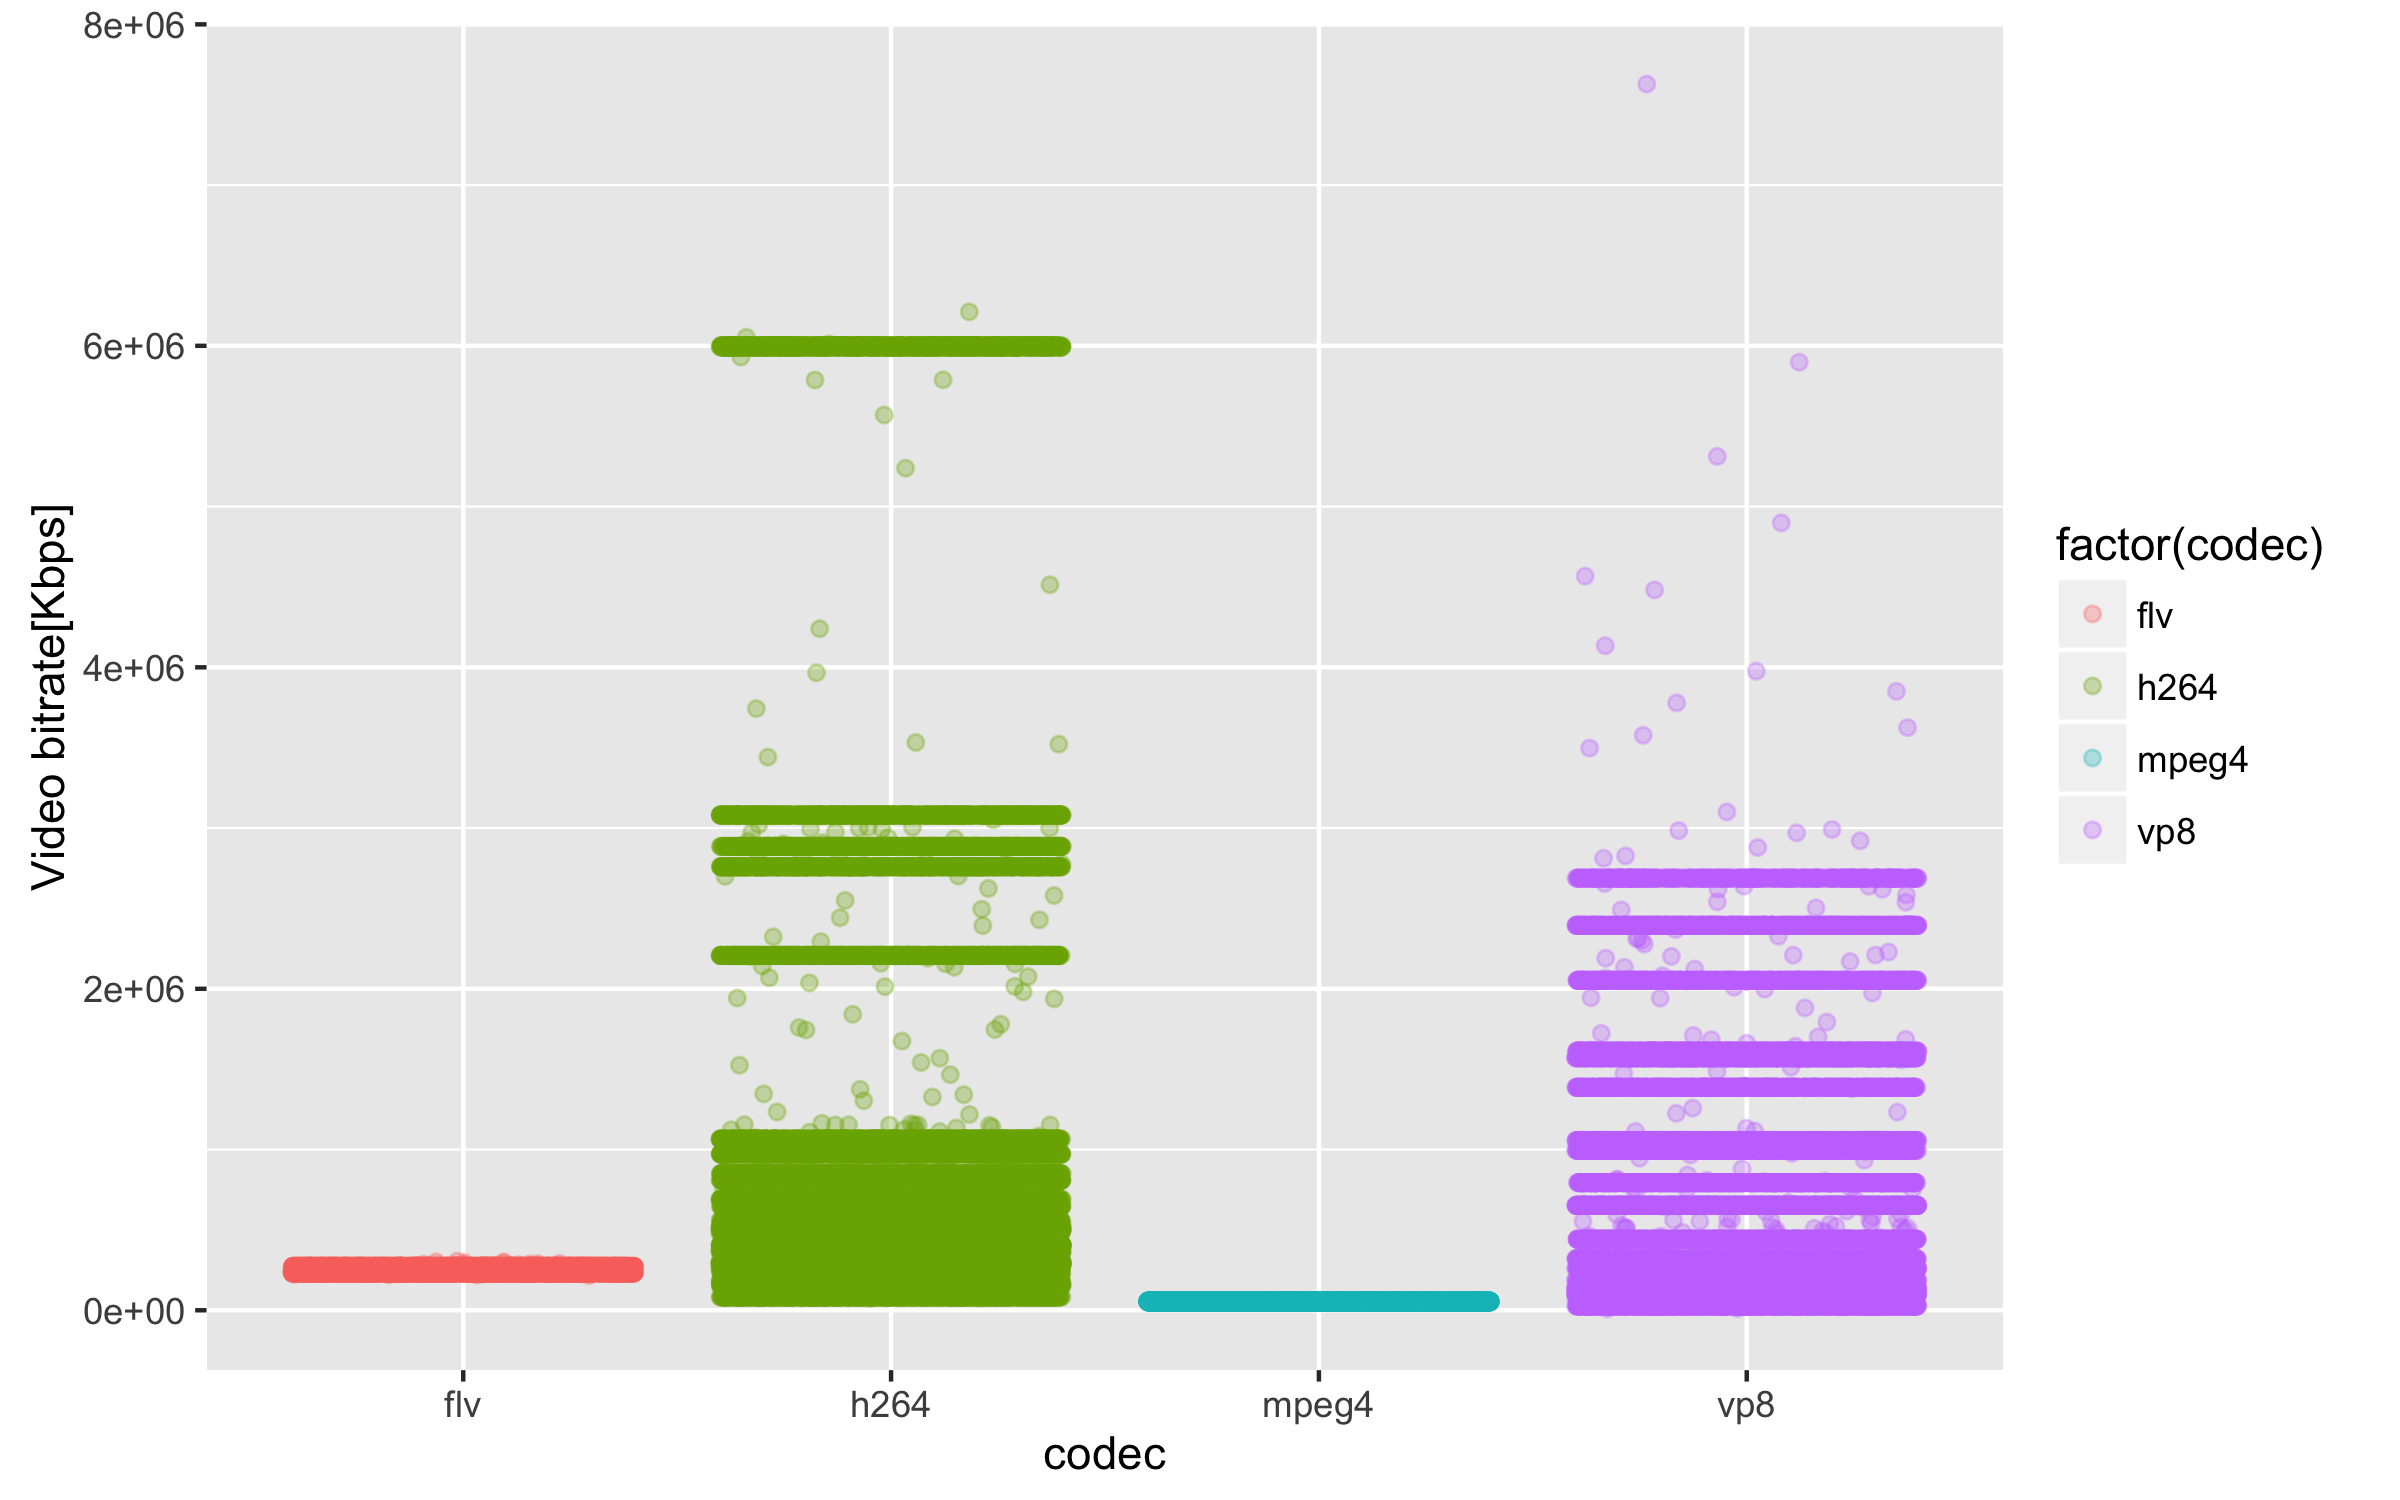 Video bitrate[Kbps]
8e+06
6e+06
4e+06
2e+06
0e+00
flv
h264
mpeg4
vp8
codec
factor(codec)
flv
h264
mpeg4
vp8